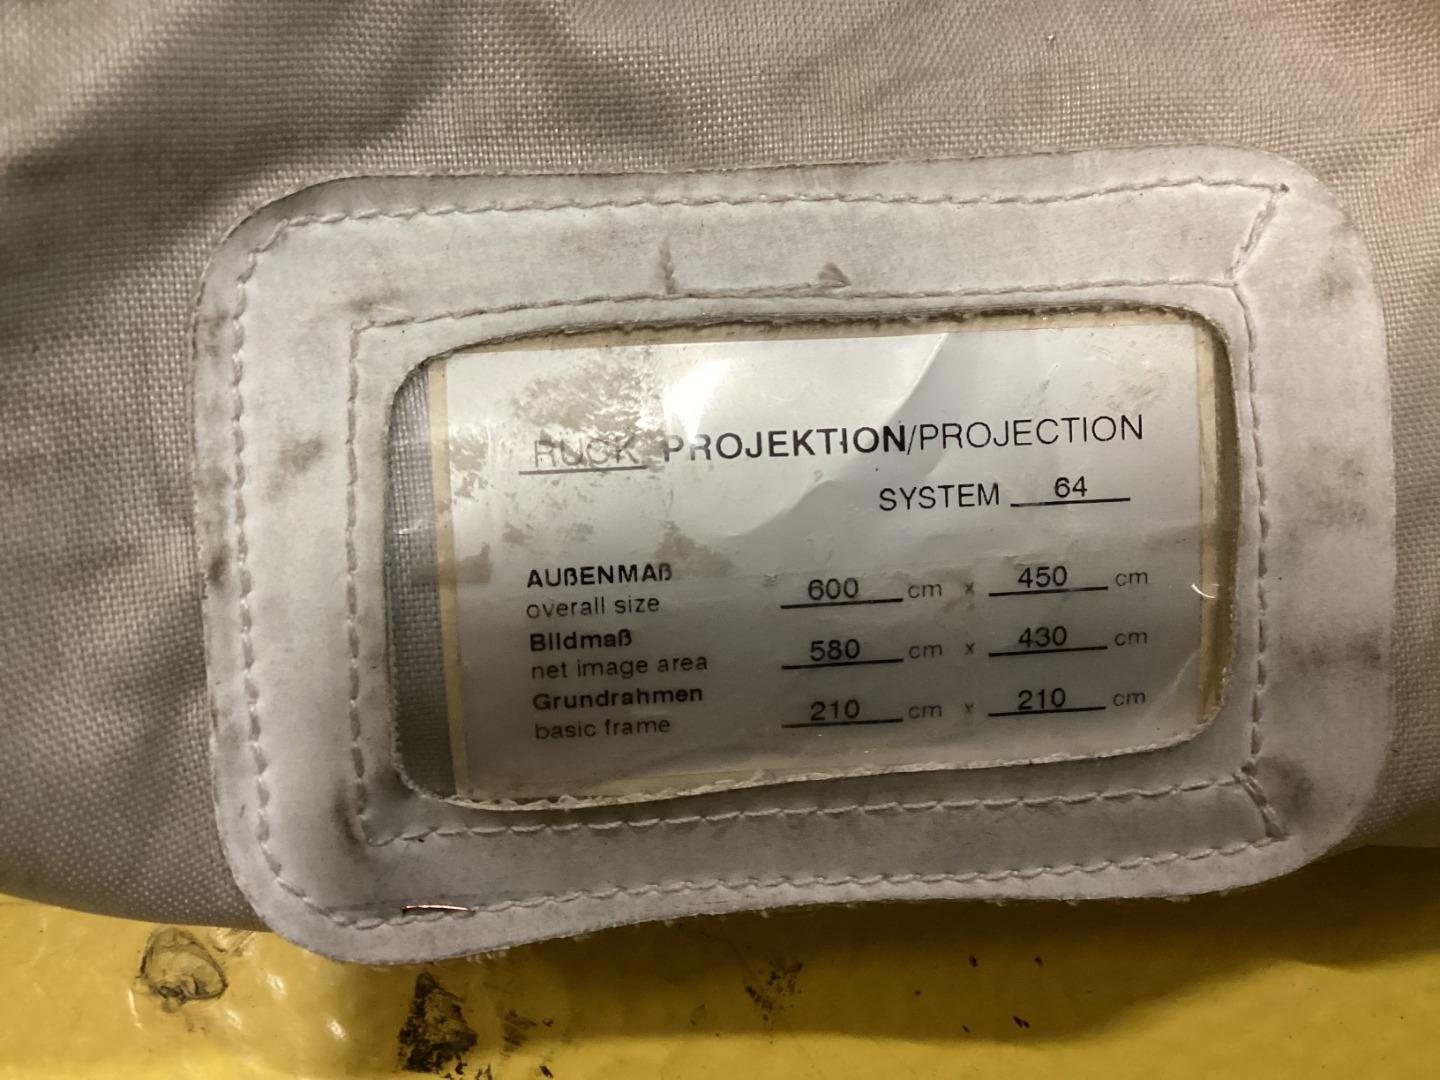 RUCK PROJEKTION/PROJECTION
SYSTEM 64
AUßENMAß 600 cm x 450 cm
overall size
Bildmaß 580 cm x 430 cm
net image area
Grundrahmen 210 cm x 210 cm
basic frame